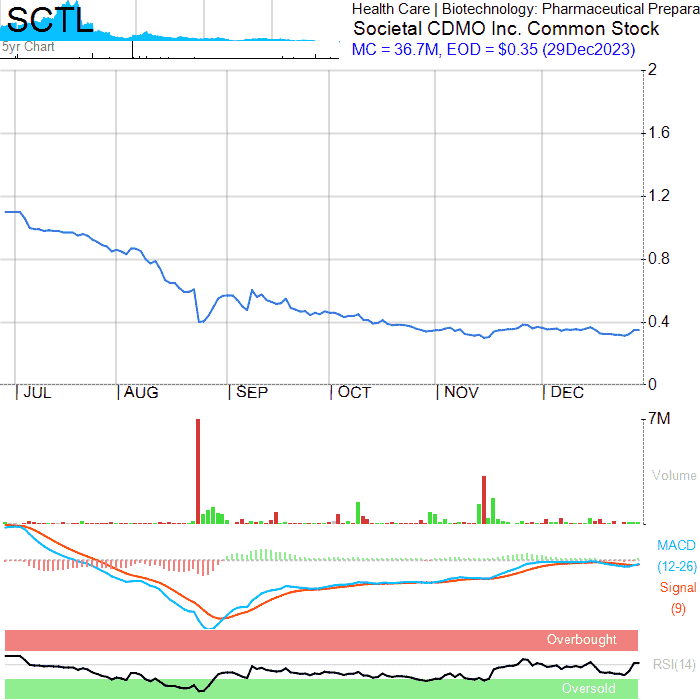 SCTL
5yr Chart
Health Care | Biotechnology: Pharmaceutical Prepara
Societal CDMO Inc. Common Stock
MC = 36.7M, EOD = $0.35 (29Dec2023)
2
1.6
1.2
0.8
0.4
0
JUL AUG SEP OCT NOV DEC
7M
Volume
MACD
(12-26)
Signal
(9)
Overbought
RSI(14)
Oversold